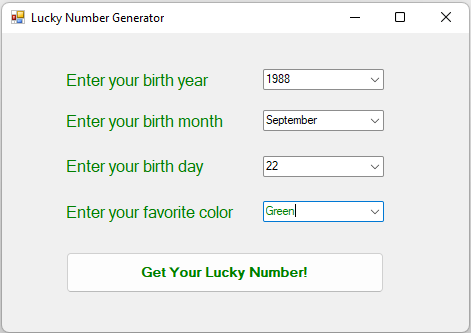 Lucky Number Generator
Enter your birth year 1988
Enter your birth month September
Enter your birth day 22
Enter your favorite color Green
Get Your Lucky Number!